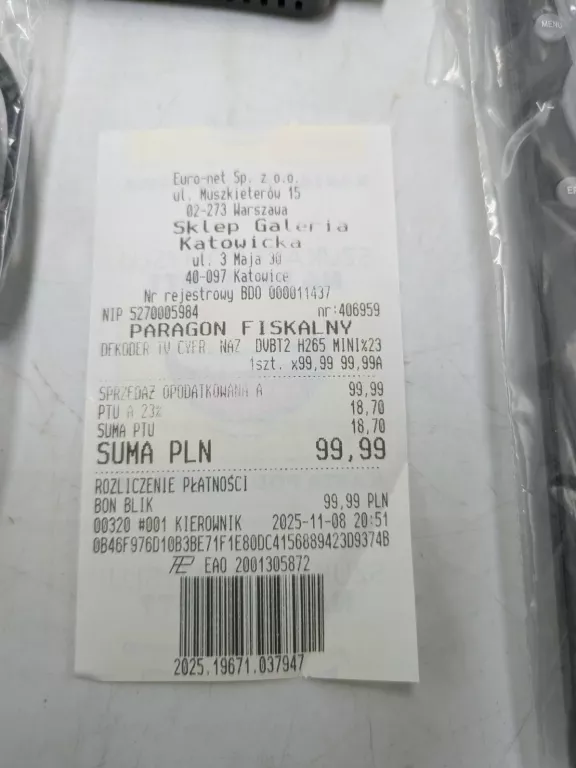 Euro-net Sp. z o.o.
ul. Muszkieterów 15
02-273 Warszawa
Sklep Galeria
Katowicka
ul. 3 Maja 30
40-097 Katowice
Nr rejestrowy BDO 000011437
NIP 5270005984 nr:406959
PARAGON FISKALNY
DEKODER TV CYFR. NAZ DVBT2 H265 MINI%23
1szt. x99,99 99,99A
SPRZEDAŻ OPODATKOWANA A 99,99
PTU A 23% 18,70
SUMA PTU 18,70
SUMA PLN 99,99
ROZLICZENIE PŁATNOŚCI
BON BLIK 99,99 PLN
00320 #001 KIEROWNIK 2025-11-08 20:51
0B46F976D10B3BE71F1E80DC4156889423D9374B
EAO 2001305872
2025.19671.037947
MENU
V-